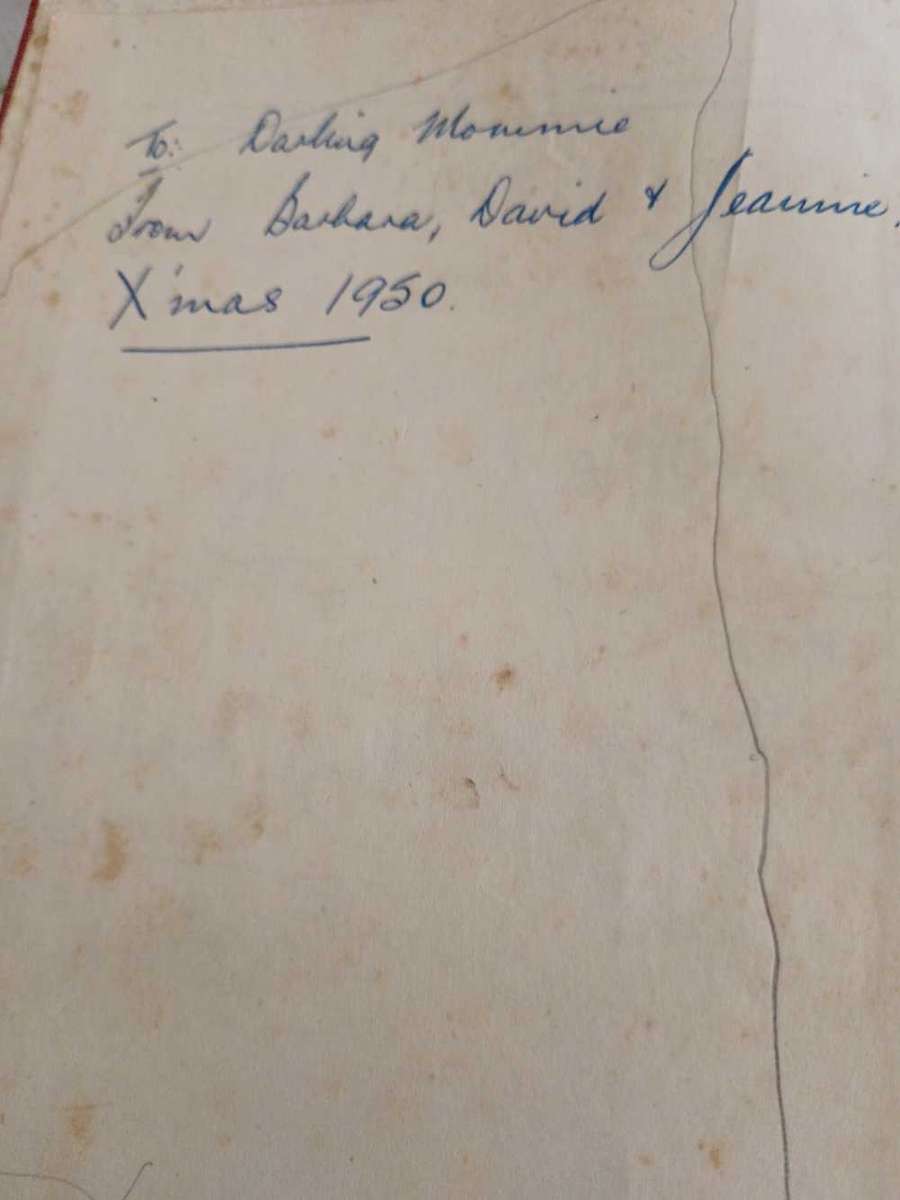 To: Darling Mommie
From Barbara, David & Jeannie.
X'mas 1950.